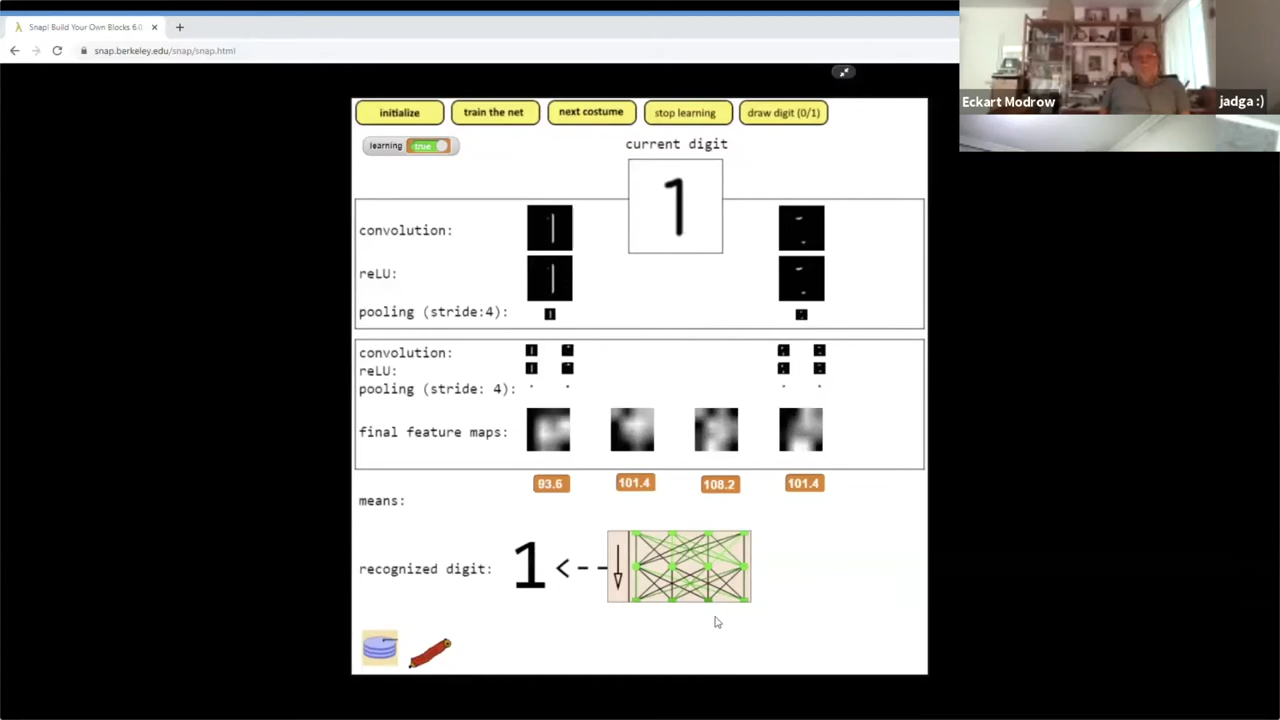 Snap! Build Your Own Blocks 6.0
snap.berkeley.edu/snap/snap.html
Eckart Modrow
jadga :)
initialize
train the net
next costume
stop learning
draw digit (0/1)
learning true
current digit
1
convolution:
reLU:
pooling (stride:4):
convolution:
reLU:
pooling (stride: 4):
final feature maps:
93.6 101.4 108.2 101.4
means:
recognized digit: 1 <--